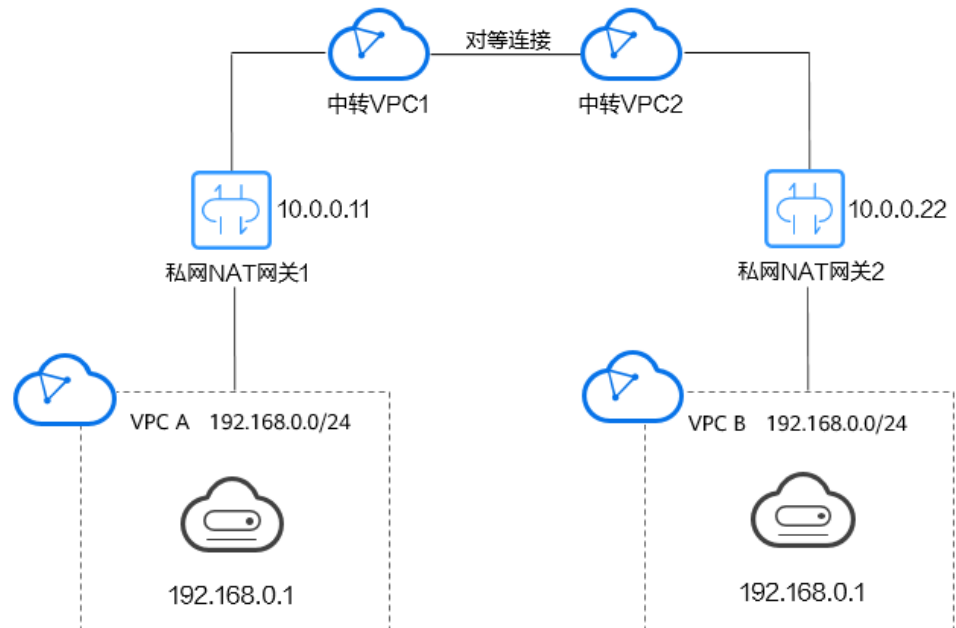 对等连接
中转VPC1
中转VPC2
10.0.0.11
10.0.0.22
私网NAT网关1
私网NAT网关2
VPC A 192.168.0.0/24
VPC B 192.168.0.0/24
192.168.0.1
192.168.0.1